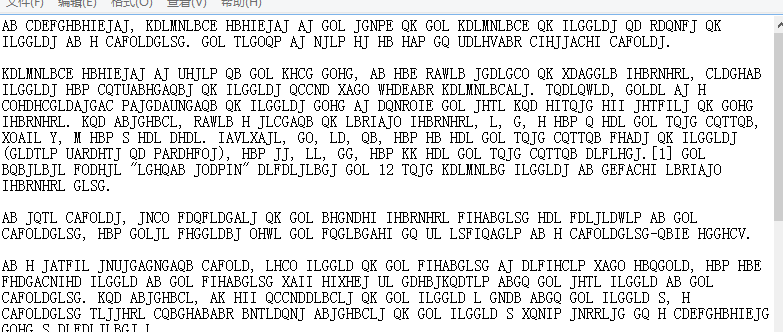 文件(F) 编辑(E) 格式(O) 查看(V) 帮助(H)
AB CDEFGHBHIEJAJ, KDLMNLBCE HBHIEJAJ AJ GOL JGNPE QK GOL KDLMNLBCE QK ILGGLDJ QD RDQNFJ QK
ILGGLDJ AB H CAFOLDGLSG. GOL TLGOQP AJ NJLP HJ HB HAP GQ UDLHVABR CIHJJACHI CAFOLDJ.
KDLMNLBCE HBHIEJAJ AJ UHJLP QB GOL KHCG GOHG, AB HBE RAWLB JGDLGCO QK XDAGGLB IHBRNHRL, CLDGHAB
ILGGLDJ HBP CQTUABHGAQBJ QK ILGGLDJ QCCND XAGO WHDEABR KDLMNLBCALJ. TQDLQWLD, GOLDL AJ H
COHDHCGLDAJGAC PAJGDAUNGAQB QK ILGGLDJ GOHG AJ DQNROIE GOL JHTL KQD HITQJG HII JHTFILJ QK GOHG
IHBRNHRL. KQD ABJGHBCL, RAWLB H JLCGAQB QK LBRIAJO IHBRNHRL, L, G, H HBP Q HDL GOL TQJG CQTTQB,
XOAIL Y, M HBP S HDL DHDL. IAVLXAJL, GO, LD, QB, HBP HB HDL GOL TQJG CQTTQB FHADJ QK ILGGLDJ
(GLDTLP UARDHTJ QD PARDHFOJ), HBP JJ, LL, GG, HBP KK HDL GOL TQJG CQTTQB DLFLHGJ.[1] GOL
BQBJLBJL FODHJL "LGHQAB JODPIN" DLFDLJLBGJ GOL 12 TQJG KDLMNLBG ILGGLDJ AB GEFACHI LBRIAJO
IHBRNHRL GLSG.
AB JQTL CAFOLDJ, JNCO FDQFLDGALJ QK GOL BHGNDHI IHBRNHRL FIHABGLSG HDL FDLJLDWLP AB GOL
CAFOLDGLSG, HBP GOLJL FHGGLDBJ OHWL GOL FQGLBGAHI GQ UL LSFIQAGLP AB H CAFOLDGLSG-QBIE HGGHCV.
AB H JATFIL JNUJGAGNGAQB CAFOLD, LHCO ILGGLD QK GOL FIHABGLSG AJ DLFIHCLP XAGO HBQGOLD, HBP HBE
FHDGACNIHD ILGGLD AB GOL FIHABGLSG XAII HIXHEJ UL GDHBJKQDTLP ABGQ GOL JHTL ILGGLD AB GOL
CAFOLDGLSG. KQD ABJGHBCL, AK HII QCCNDDLBCLJ QK GOL ILGGLD L GNDB ABGQ GOL ILGGLD S, H
CAFOLDGLSG TLJJHRL CQBGHABABR BNTLDQNJ ABJGHBCLJ QK GOL ILGGLD S XQNIP JNRRLJG GQ H CDEFGHBHIEJG